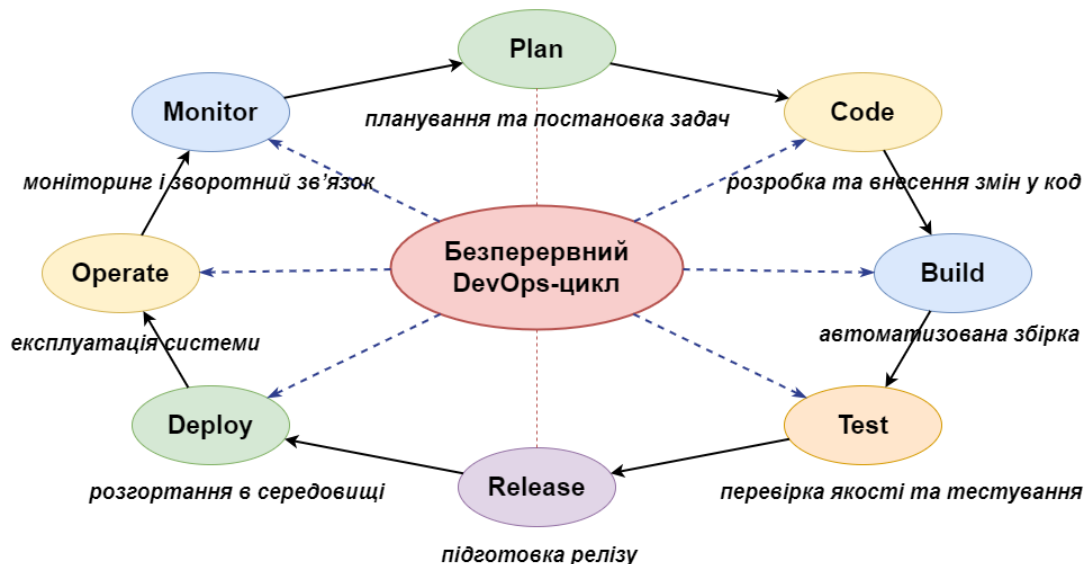 Plan
планування та постановка задач
Monitor
Code
моніторинг і зворотний зв’язок
розробка та внесення змін у код
Безперервний
DevOps-цикл
Operate
Build
експлуатація системи
автоматизована збірка
Deploy
Test
розгортання в середовищі
Release
перевірка якості та тестування
підготовка релізу